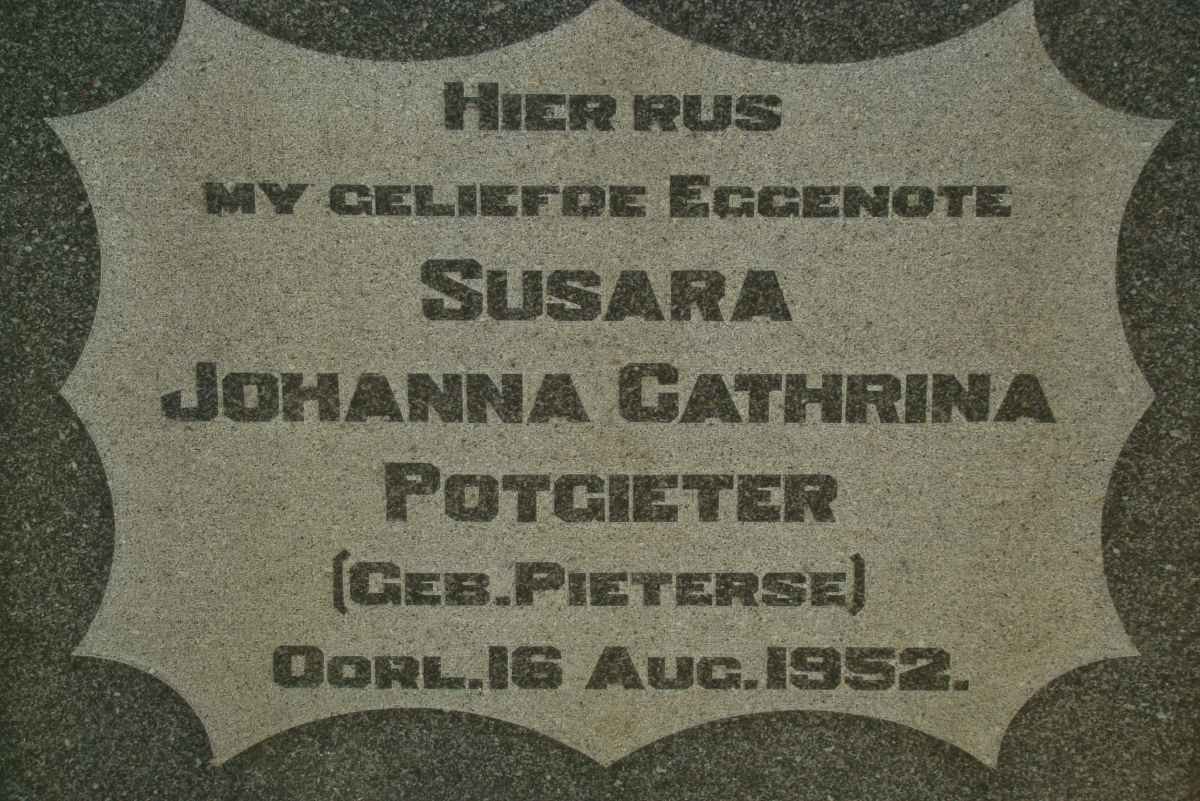 HIER RUS
MY GELIEFDE EGGENOTE
SUSARA
JOHANNA CATHRINA
POTGIETER
(GEB. PIETERSE)
OORL. 16 AUG. 1952.